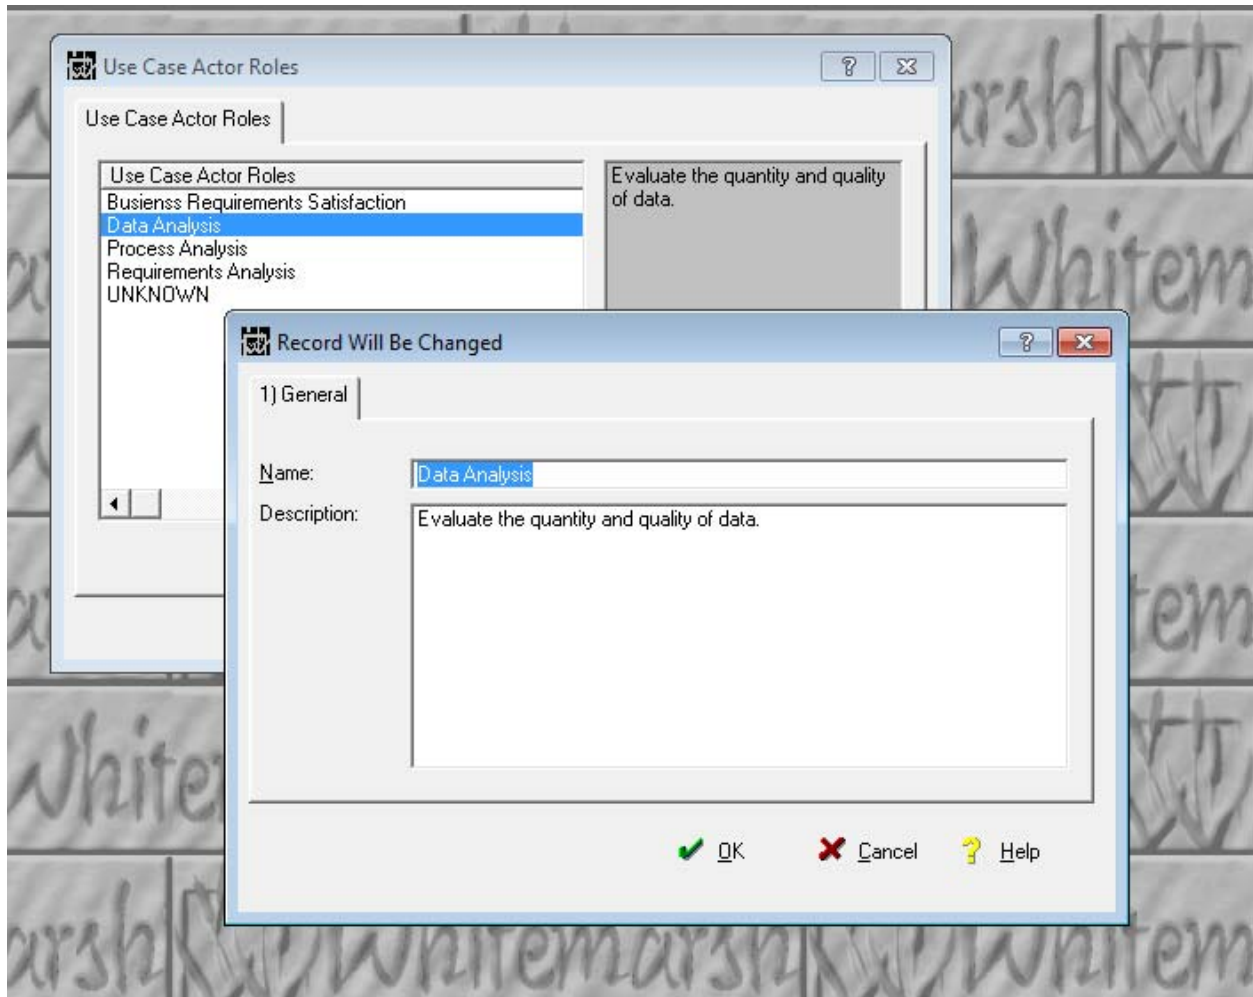 Use Case Actor Roles
Use Case Actor Roles
Use Case Actor Roles
Busienss Requirements Satisfaction
Data Analysis
Process Analysis
Requirements Analysis
UNKNOWN
Evaluate the quantity and quality
of data.
Record Will Be Changed
1) General
Name:
Data Analysis
Description:
Evaluate the quantity and quality of data.
OK
Cancel
Help
Whitemarsh